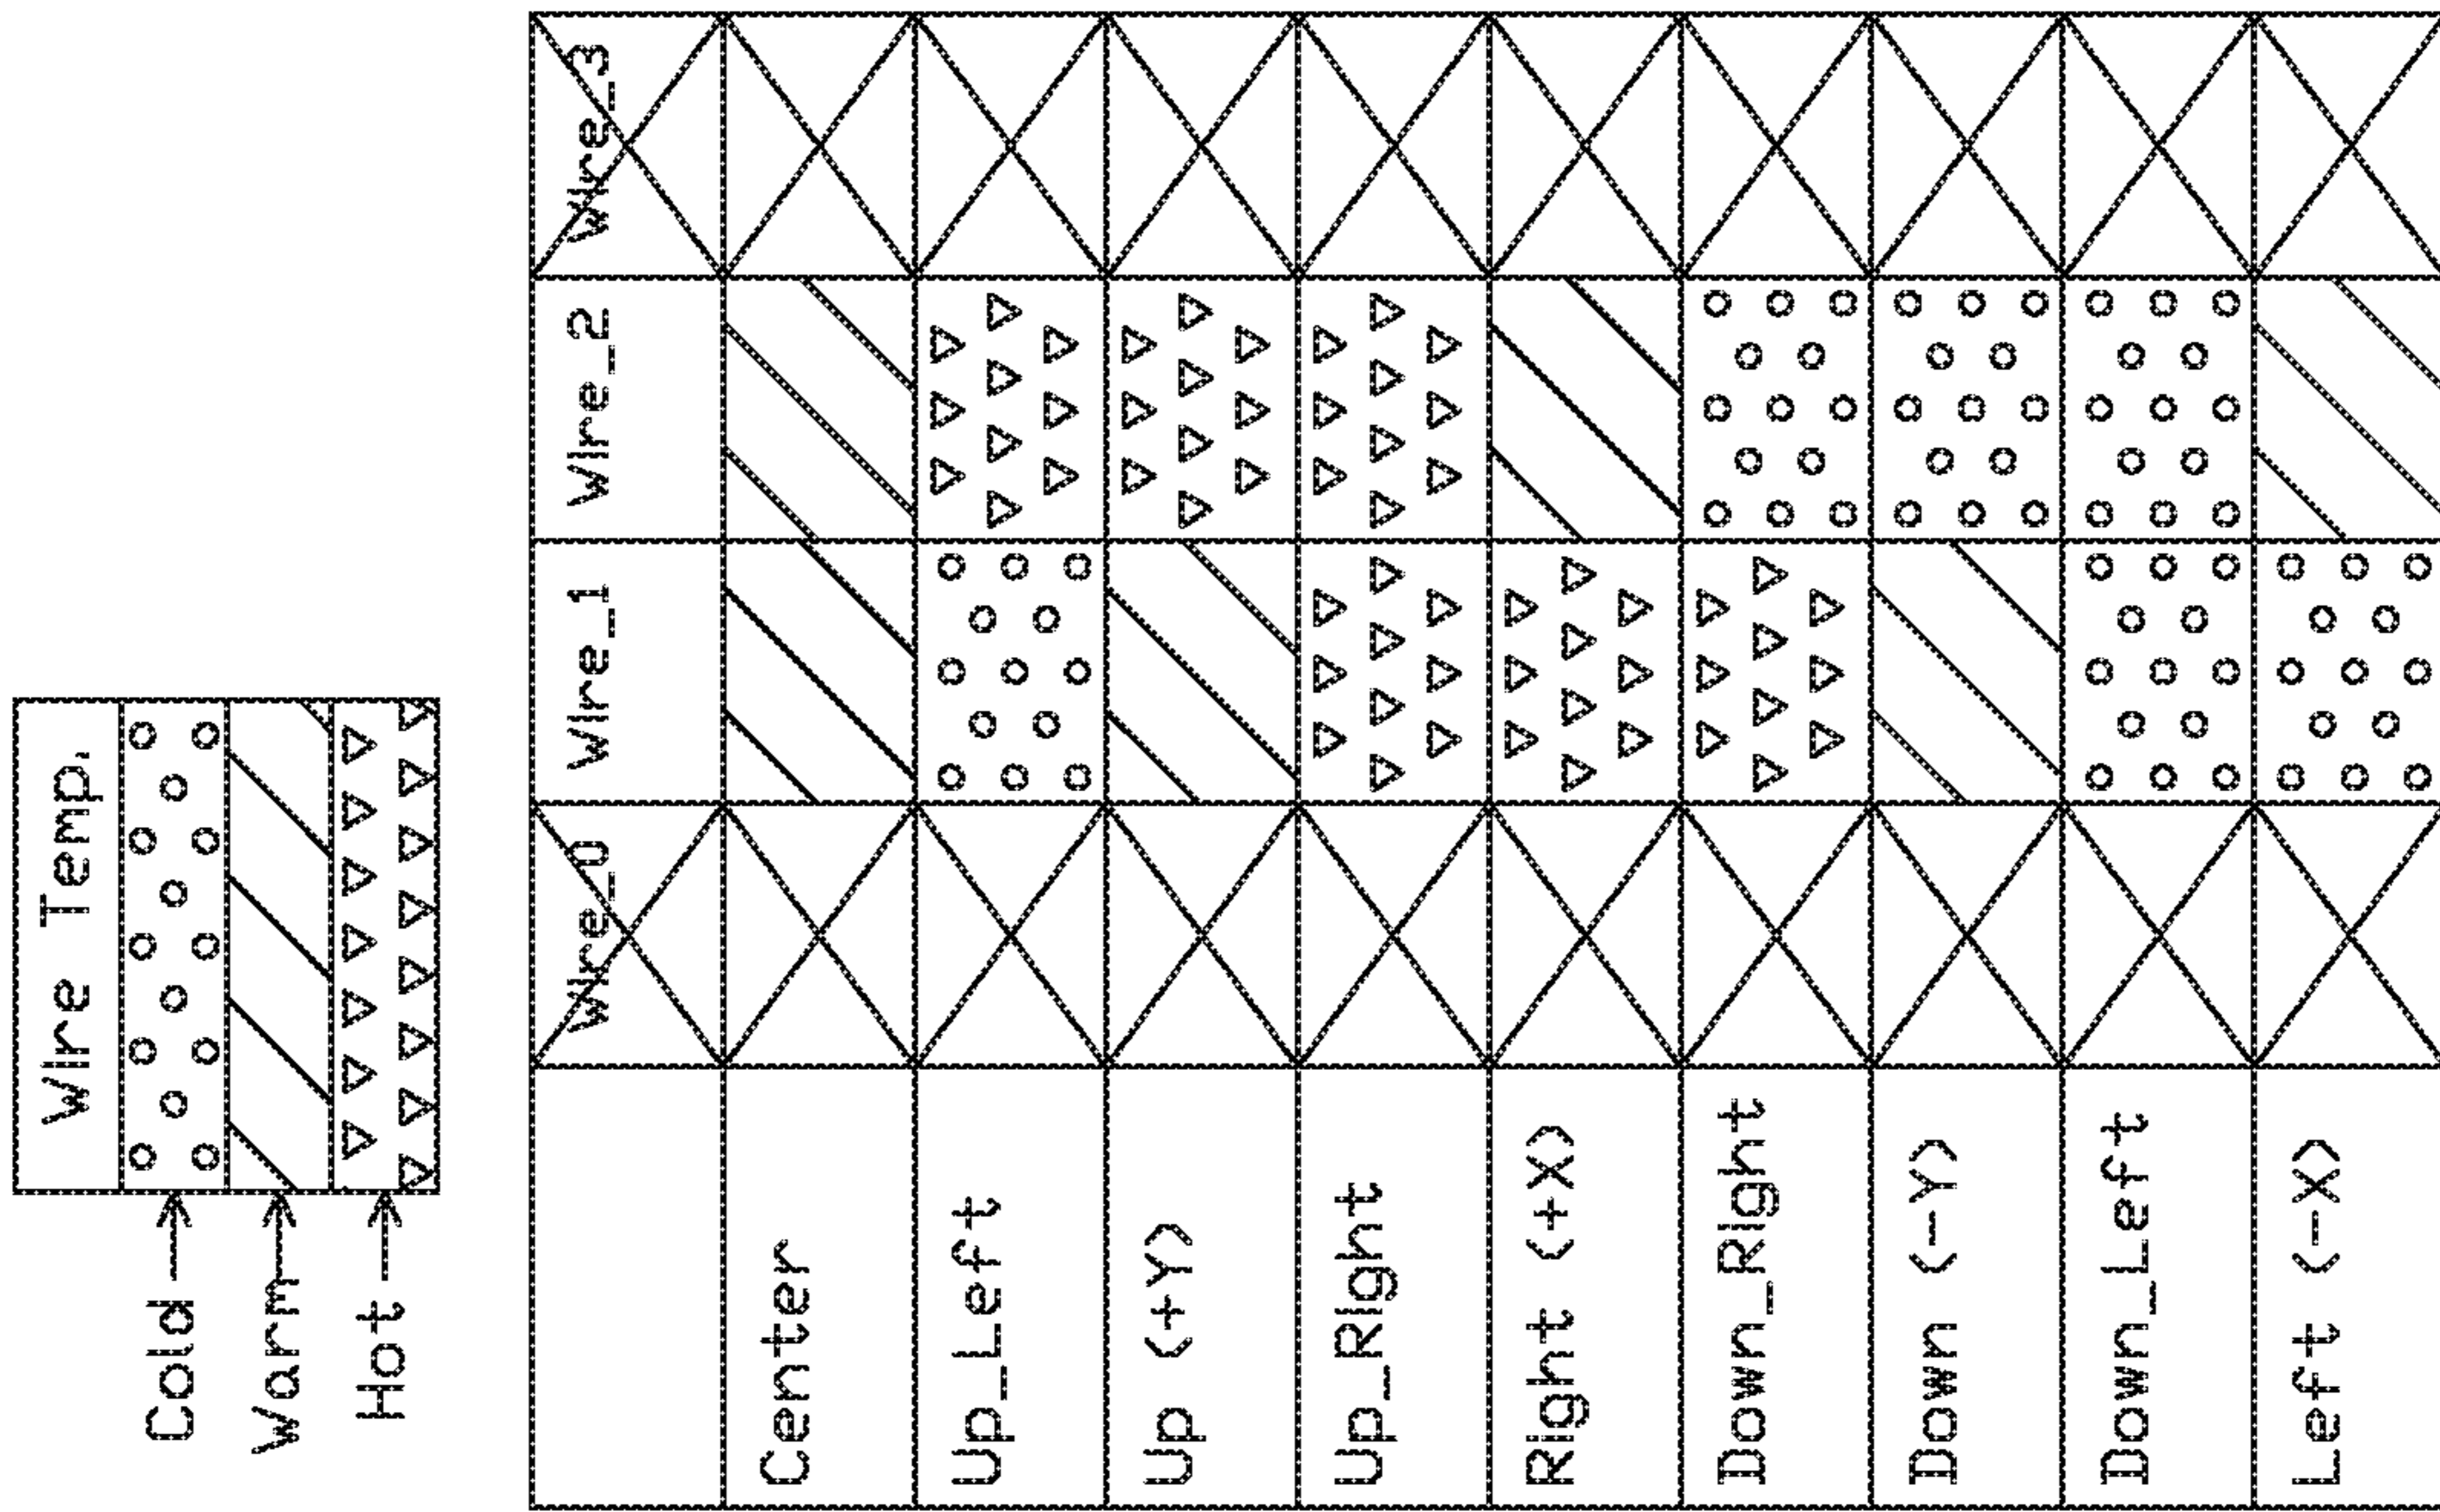 Wire Temp.
Cold
Warm
Hot
Wire_0 Wire_1 Wire_2 Wire_3
Center
Up_Left
Up (+Y)
Up_Right
Right (+X)
Down_Right
Down (-Y)
Down_Left
Left (-X)